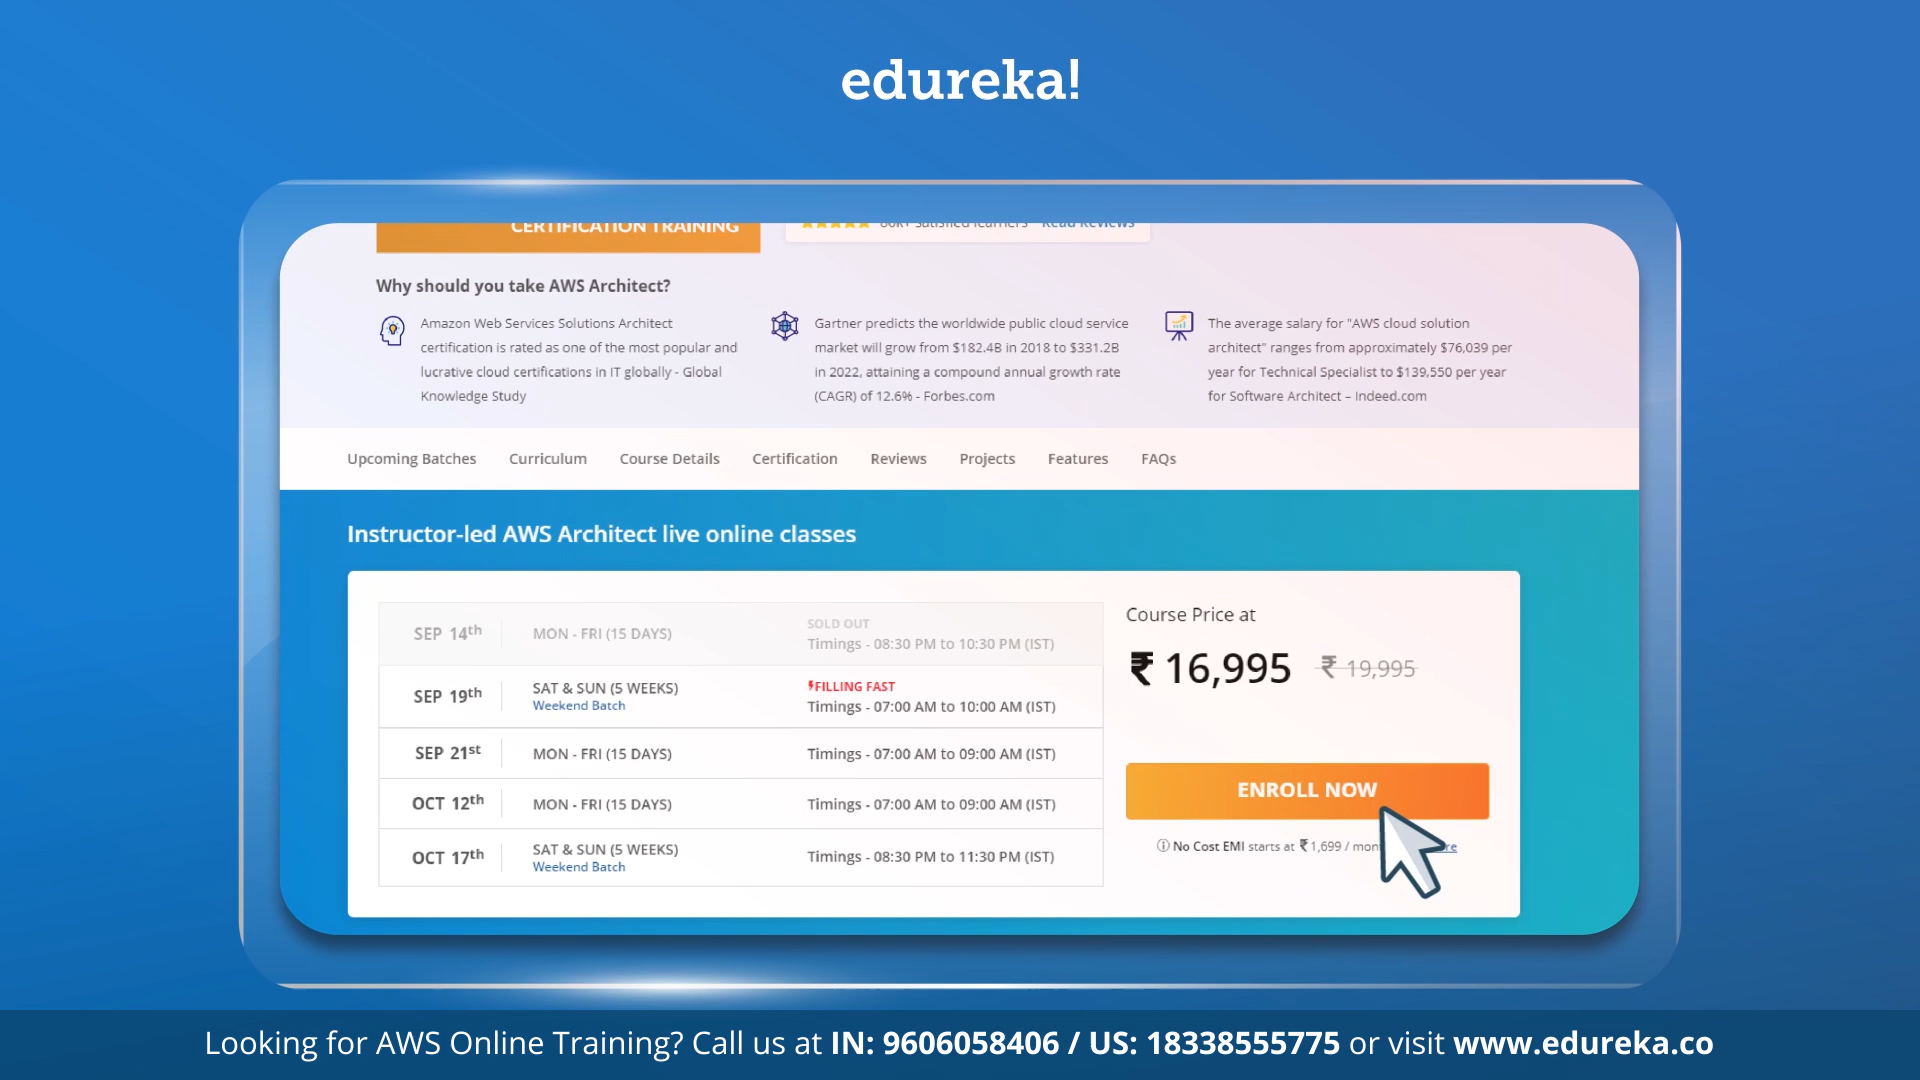 edureka!
CERTIFICATION TRAINING
80K+ Satisfied learners Read Reviews
Why should you take AWS Architect?
Amazon Web Services Solutions Architect
certification is rated as one of the most popular and
lucrative cloud certifications in IT globally - Global
Knowledge Study
Gartner predicts the worldwide public cloud service
market will grow from $182.4B in 2018 to $331.2B
in 2022, attaining a compound annual growth rate
(CAGR) of 12.6% - Forbes.com
The average salary for "AWS cloud solution
architect" ranges from approximately $76,039 per
year for Technical Specialist to $139,550 per year
for Software Architect – Indeed.com
Upcoming Batches Curriculum Course Details Certification Reviews Projects Features FAQs
Instructor-led AWS Architect live online classes
SEP 14th MON - FRI (15 DAYS) SOLD OUT
Timings - 08:30 PM to 10:30 PM (IST)
SEP 19th SAT & SUN (5 WEEKS) FILLING FAST
Weekend Batch Timings - 07:00 AM to 10:00 AM (IST)
SEP 21st MON - FRI (15 DAYS) Timings - 07:00 AM to 09:00 AM (IST)
OCT 12th MON - FRI (15 DAYS) Timings - 07:00 AM to 09:00 AM (IST)
OCT 17th SAT & SUN (5 WEEKS) Timings - 08:30 PM to 11:30 PM (IST)
Weekend Batch
Course Price at
₹ 16,995 ₹ 19,995
ENROLL NOW
No Cost EMI starts at ₹ 1,699 /
Looking for AWS Online Training? Call us at IN: 9606058406 / US: 18338555775 or visit www.edureka.co